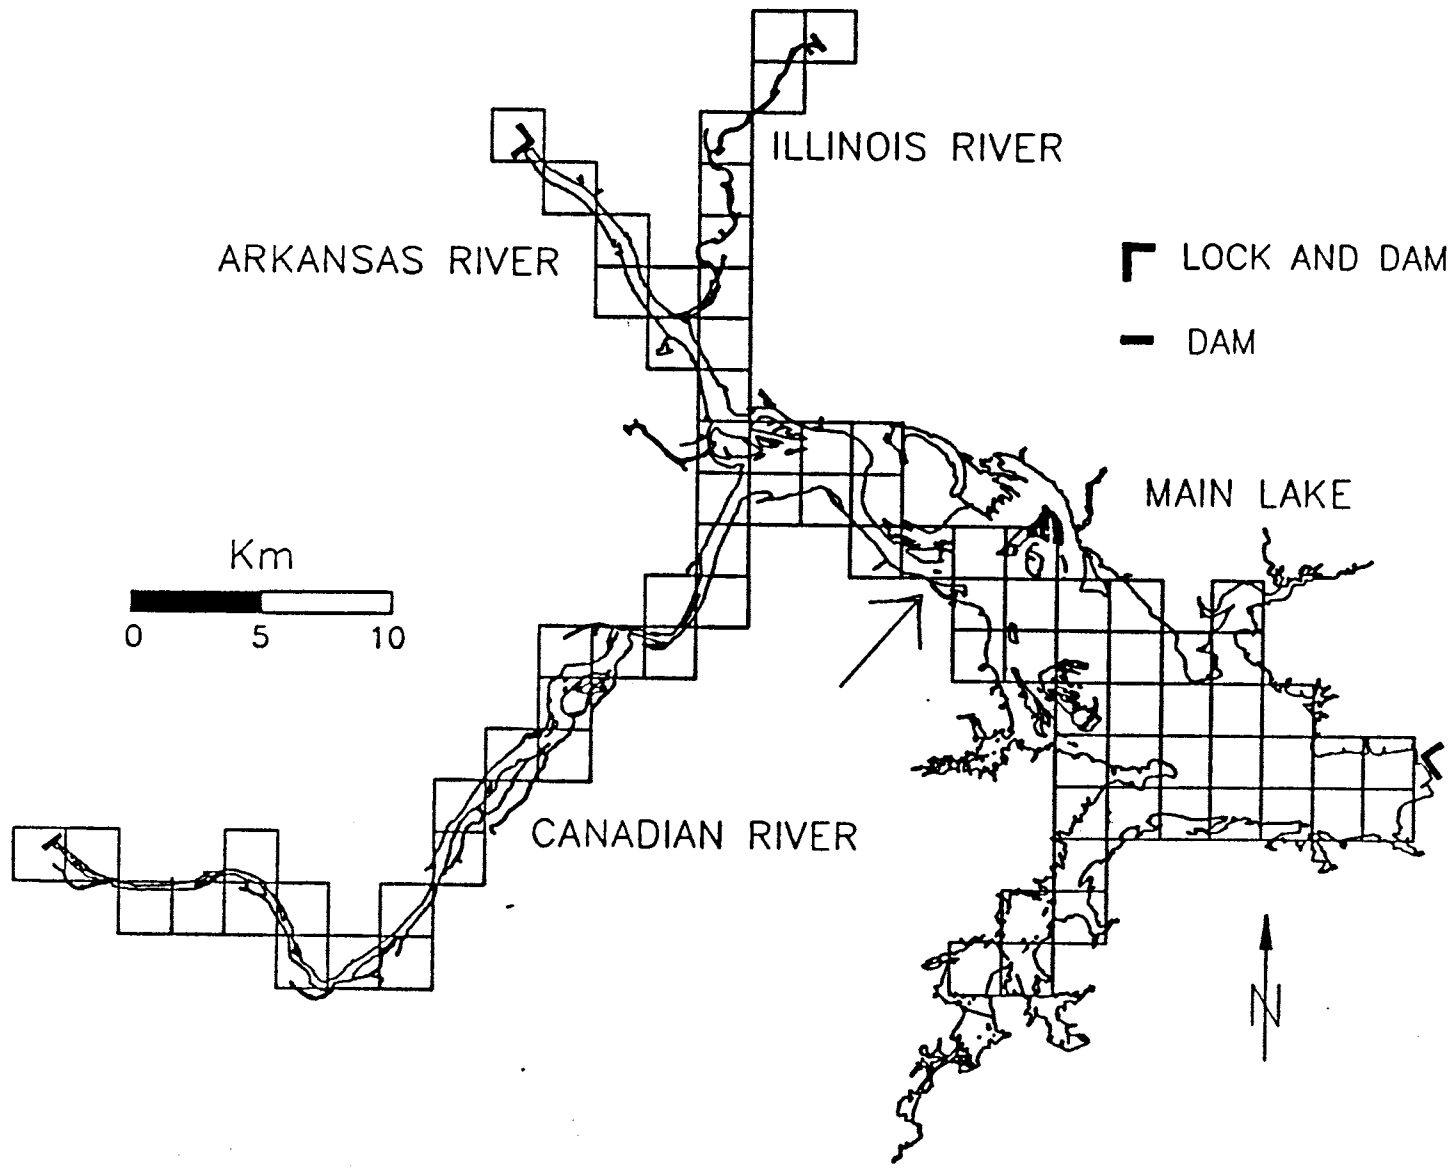 ILLINOIS RIVER
ARKANSAS RIVER
LOCK AND DAM
DAM
MAIN LAKE
Km
0 5 10
CANADIAN RIVER
N